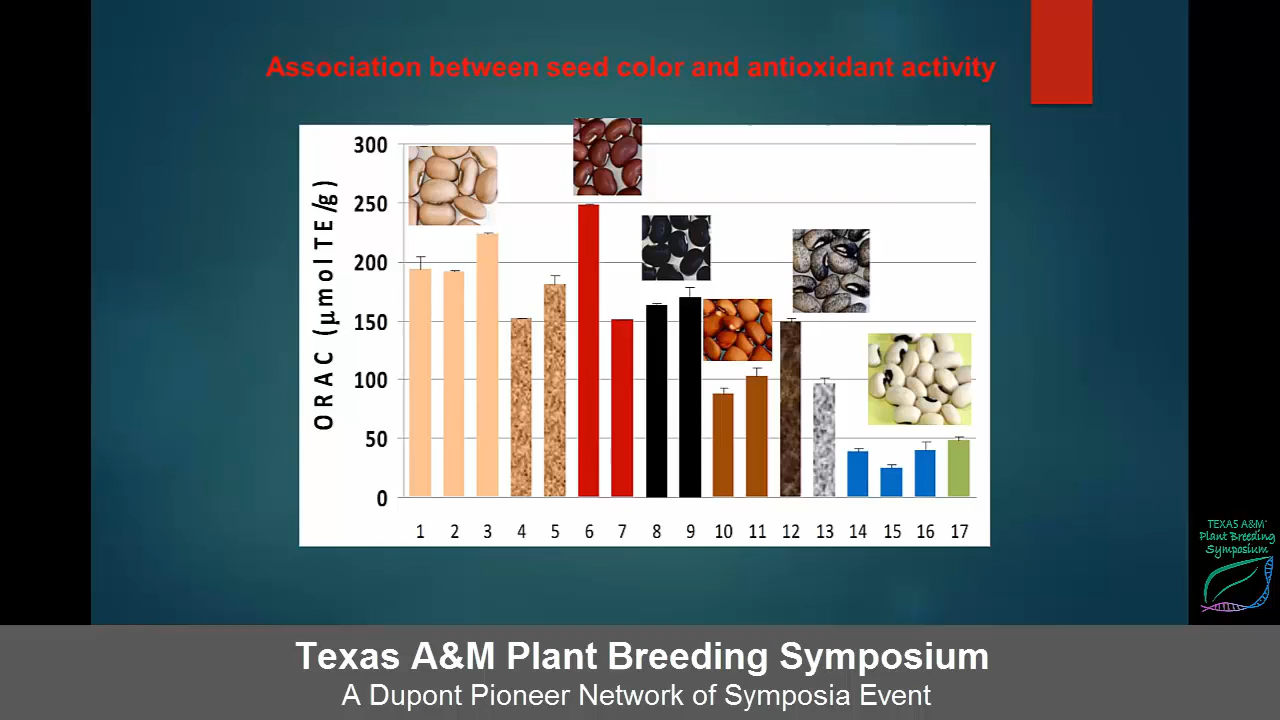 Association between seed color and antioxidant activity
ORAC (µmolTE/g)
300
250
200
150
100
50
0
1 2 3 4 5 6 7 8 9 10 11 12 13 14 15 16 17
TEXAS A&M
Plant Breeding
Symposium
Texas A&M Plant Breeding Symposium
A Dupont Pioneer Network of Symposia Event